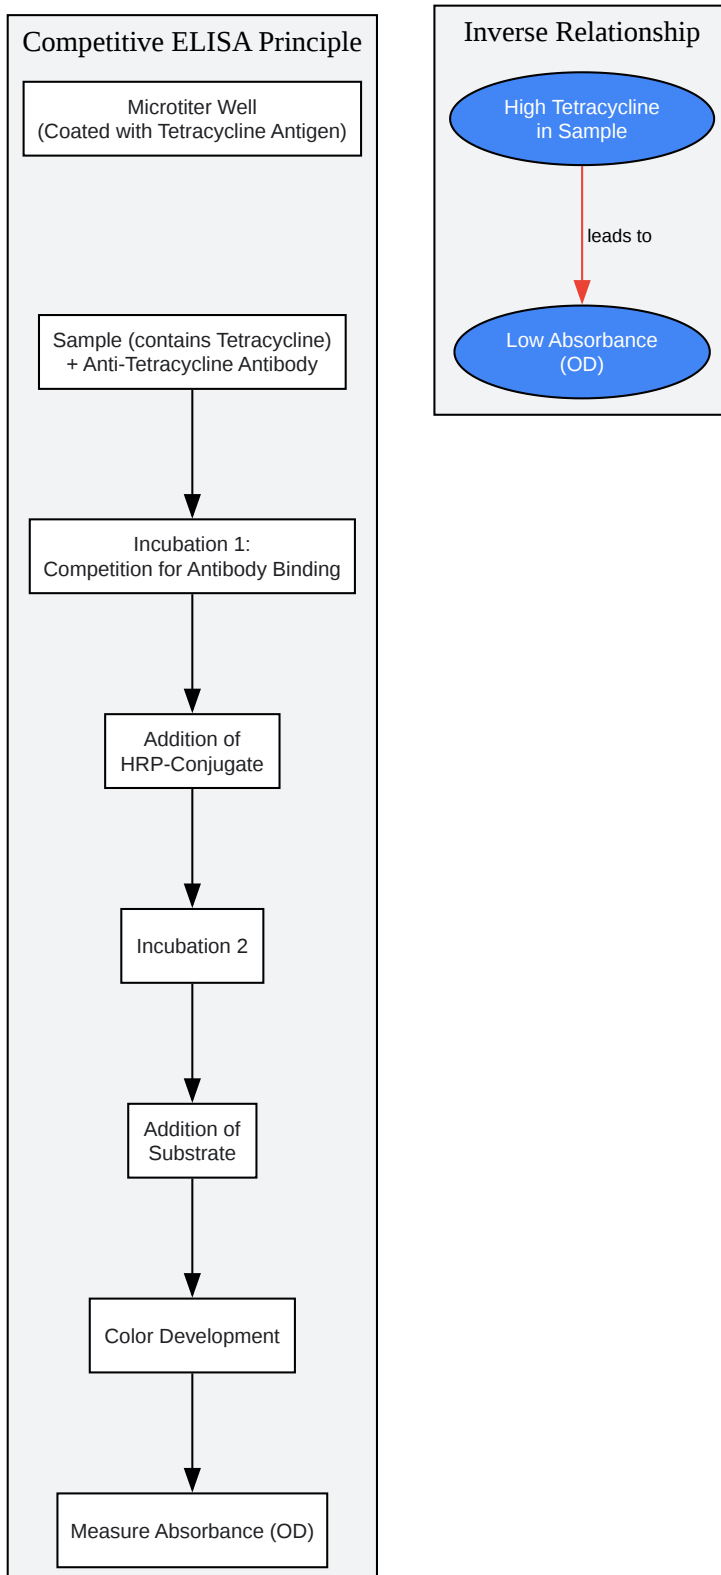 Competitive ELISA Principle
Microtiter Well
(Coated with Tetracycline Antigen)
Sample (contains Tetracycline)
+ Anti-Tetracycline Antibody
Incubation 1:
Competition for Antibody Binding
Addition of
HRP-Conjugate
Incubation 2
Addition of
Substrate
Color Development
Measure Absorbance (OD)
Inverse Relationship
High Tetracycline
in Sample
leads to
Low Absorbance
(OD)